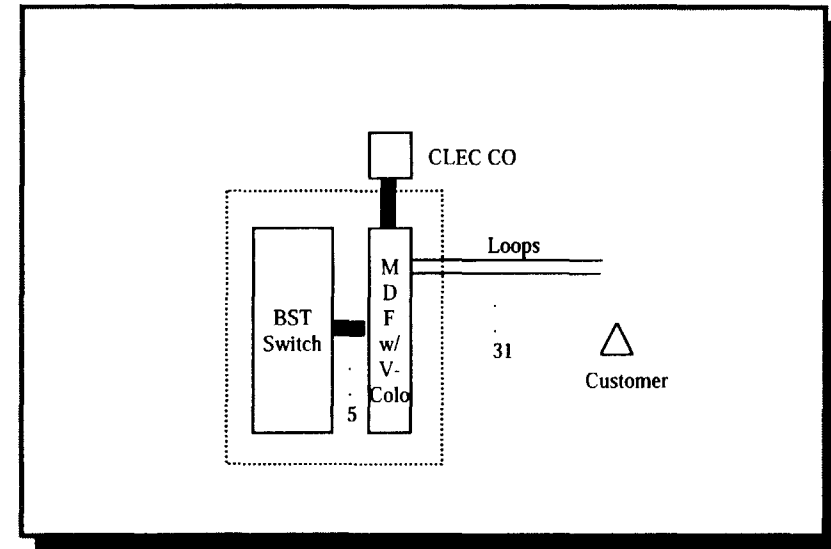 CLEC CO
Loops
M
D
F
w/
V-
Colo
BST
Switch
.
.
5
.
.
31
Customer